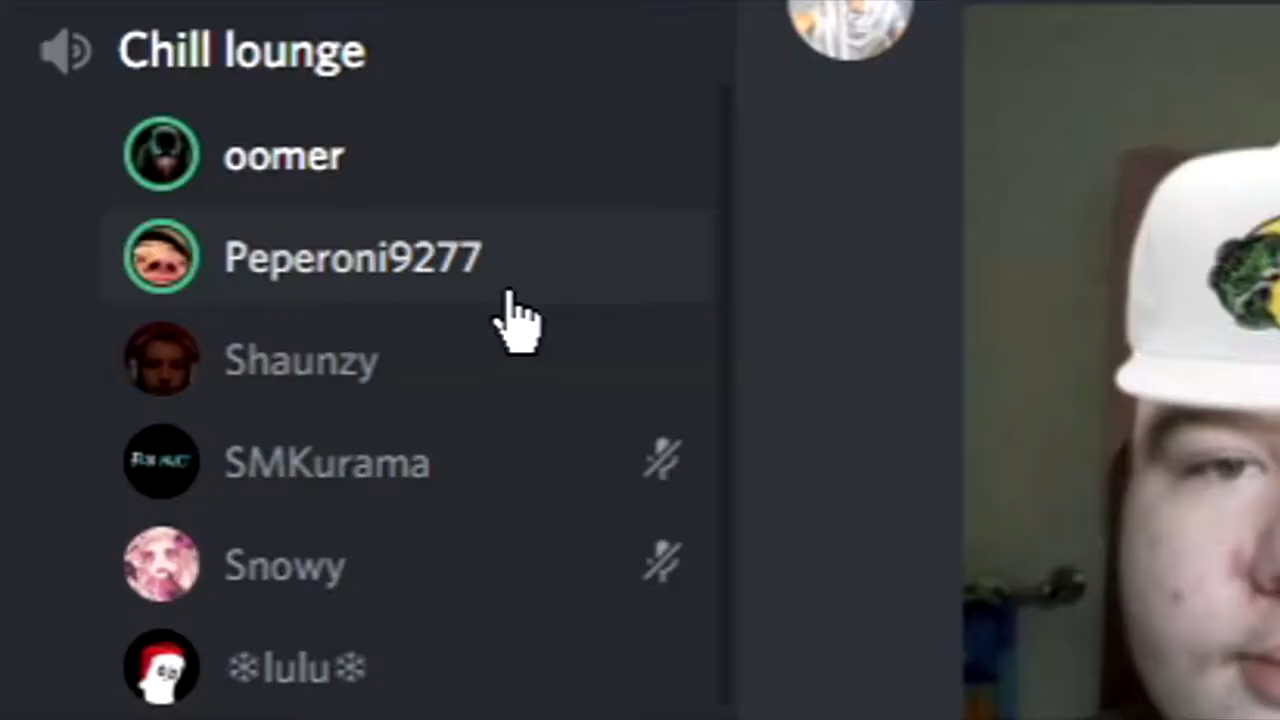 Chill lounge
oomer
Peperoni9277
Shaunzy
SMKurama
Snowy
❄lulu❄